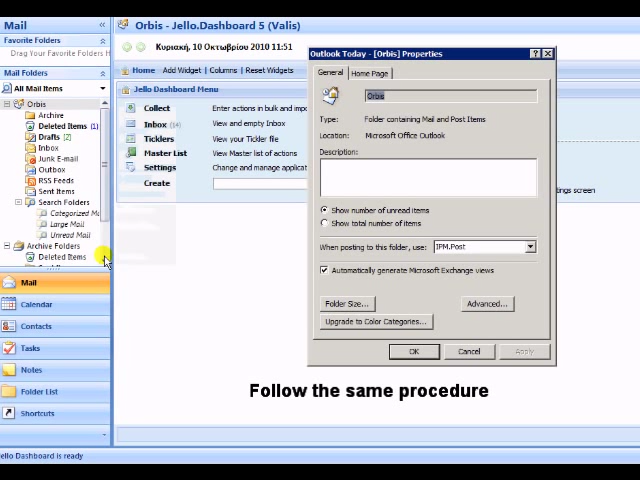 Mail
Favorite Folders
Drag Your Favorite Folders H
Mail Folders
All Mail Items
Orbis
Archive
Deleted Items (1)
Drafts [2]
Inbox
Junk E-mail
Outbox
RSS Feeds
Sent Items
Search Folders
Categorized Ma
Large Mail
Unread Mail
Archive Folders
Deleted Items
Mail
Calendar
Contacts
Tasks
Notes
Folder List
Shortcuts
Jello Dashboard is ready
Orbis - Jello.Dashboard 5 (Valis)
Κυριακή, 10 Οκτωβρίου 2010 11:51
Home Add Widget | Columns | Reset Widgets
Jello Dashboard Menu
Collect Enter actions in bulk and impo
Inbox View and empty Inbox
Ticklers View your Tickler file
Master List View Master list of actions
Settings Change and manage applicat
Create
tings screen
Outlook Today - [Orbis] Properties
General Home Page
Orbis
Type: Folder containing Mail and Post Items
Location: Microsoft Office Outlook
Description:
Show number of unread items
Show total number of items
When posting to this folder, use: IPM.Post
Automatically generate Microsoft Exchange views
Folder Size... Advanced...
Upgrade to Color Categories...
OK Cancel Apply
Follow the same procedure